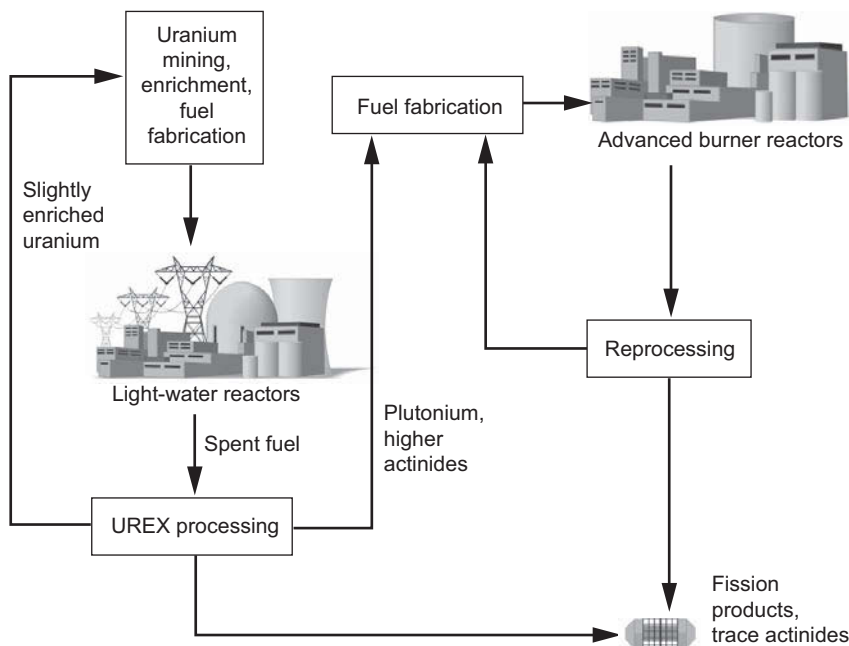 Uranium
mining,
enrichment,
fuel
fabrication
Fuel fabrication
Advanced burner reactors
Slightly
enriched
uranium
Light-water reactors
Reprocessing
Spent fuel
Plutonium,
higher
actinides
UREX processing
Fission
products,
trace actinides